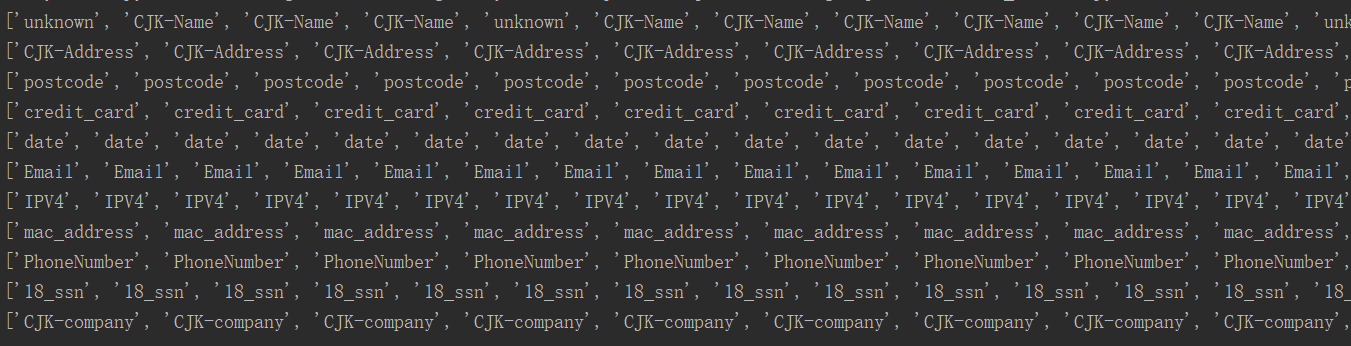 ['unknown', 'CJK-Name', 'CJK-Name', 'CJK-Name', 'unknown', 'CJK-Name', 'CJK-Name', 'CJK-Name', 'CJK-Name', 'CJK-Name', 'CJK-Name', 'unk
['CJK-Address', 'CJK-Address', 'CJK-Address', 'CJK-Address', 'CJK-Address', 'CJK-Address', 'CJK-Address', 'CJK-Address', 'CJK-Address',
['postcode', 'postcode', 'postcode', 'postcode', 'postcode', 'postcode', 'postcode', 'postcode', 'postcode', 'postcode', 'postcode', 'p
['credit_card', 'credit_card', 'credit_card', 'credit_card', 'credit_card', 'credit_card', 'credit_card', 'credit_card', 'credit_card',
['date', 'date', 'date', 'date', 'date', 'date', 'date', 'date', 'date', 'date', 'date', 'date', 'date', 'date', 'date', 'date', 'date'
['Email', 'Email', 'Email', 'Email', 'Email', 'Email', 'Email', 'Email', 'Email', 'Email', 'Email', 'Email', 'Email', 'Email', 'Email'
['IPV4', 'IPV4', 'IPV4', 'IPV4', 'IPV4', 'IPV4', 'IPV4', 'IPV4', 'IPV4', 'IPV4', 'IPV4', 'IPV4', 'IPV4', 'IPV4', 'IPV4', 'IPV4', 'IPV4'
['mac_address', 'mac_address', 'mac_address', 'mac_address', 'mac_address', 'mac_address', 'mac_address', 'mac_address', 'mac_address',
['PhoneNumber', 'PhoneNumber', 'PhoneNumber', 'PhoneNumber', 'PhoneNumber', 'PhoneNumber', 'PhoneNumber', 'PhoneNumber', 'PhoneNumber',
['18_ssn', '18_ssn', '18_ssn', '18_ssn', '18_ssn', '18_ssn', '18_ssn', '18_ssn', '18_ssn', '18_ssn', '18_ssn', '18_ssn', '18_ssn', '18_
['CJK-company', 'CJK-company', 'CJK-company', 'CJK-company', 'CJK-company', 'CJK-company', 'CJK-company', 'CJK-company', 'CJK-company',